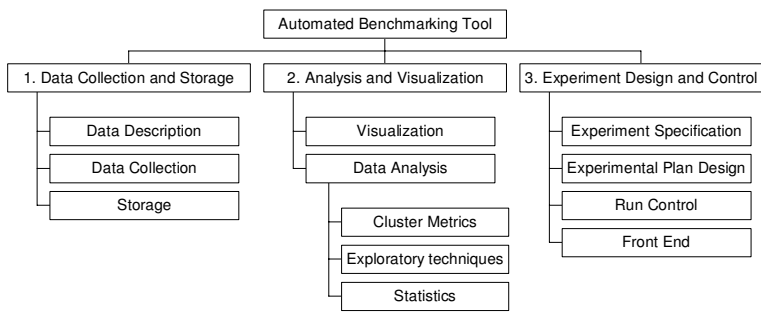 Automated Benchmarking Tool
1. Data Collection and Storage
Data Description
Data Collection
Storage
2. Analysis and Visualization
Visualization
Data Analysis
Cluster Metrics
Exploratory techniques
Statistics
3. Experiment Design and Control
Experiment Specification
Experimental Plan Design
Run Control
Front End